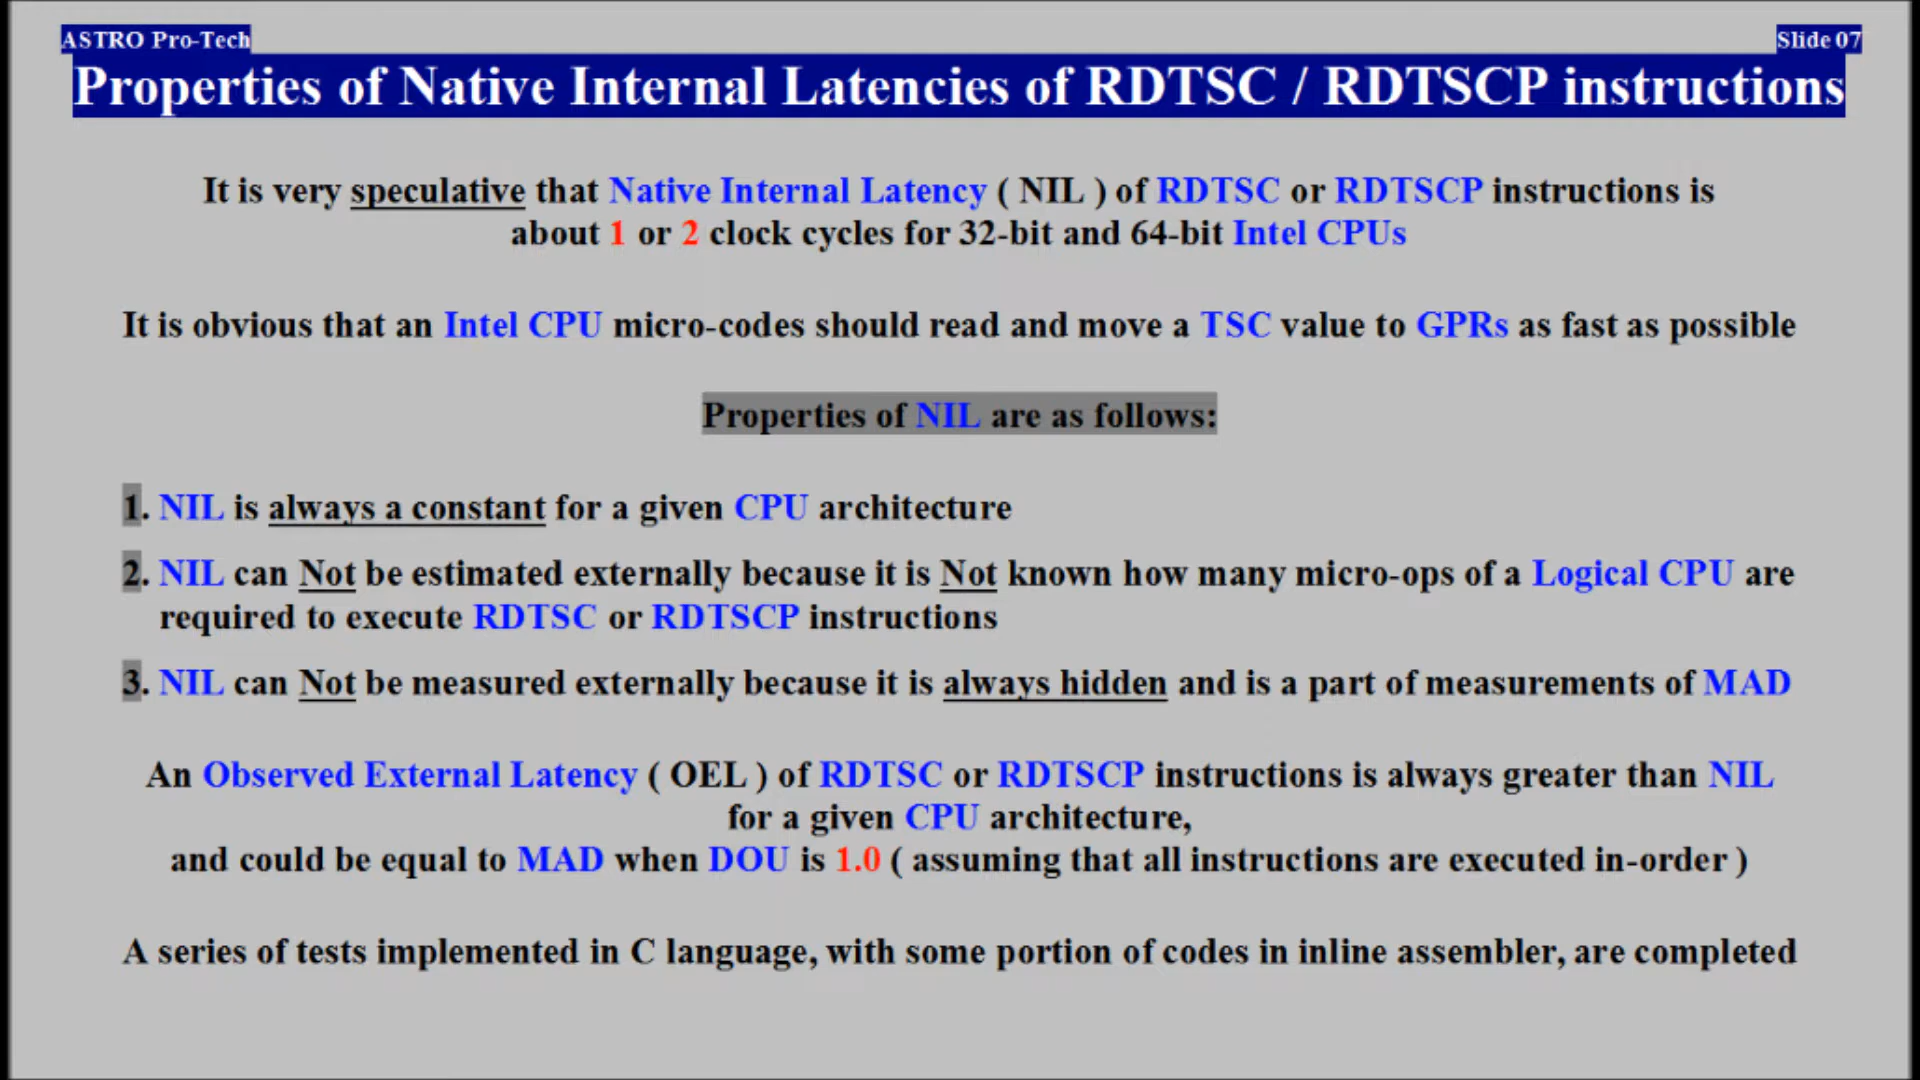 ASTRO Pro-Tech
Slide 07
Properties of Native Internal Latencies of RDTSC / RDTSCP instructions
It is very speculative that Native Internal Latency ( NIL ) of RDTSC or RDTSCP instructions is
about 1 or 2 clock cycles for 32-bit and 64-bit Intel CPUs
It is obvious that an Intel CPU micro-codes should read and move a TSC value to GPRs as fast as possible
Properties of NIL are as follows:
1. NIL is always a constant for a given CPU architecture
2. NIL can Not be estimated externally because it is Not known how many micro-ops of a Logical CPU are
required to execute RDTSC or RDTSCP instructions
3. NIL can Not be measured externally because it is always hidden and is a part of measurements of MAD
An Observed External Latency ( OEL ) of RDTSC or RDTSCP instructions is always greater than NIL
for a given CPU architecture,
and could be equal to MAD when DOU is 1.0 ( assuming that all instructions are executed in-order )
A series of tests implemented in C language, with some portion of codes in inline assembler, are completed